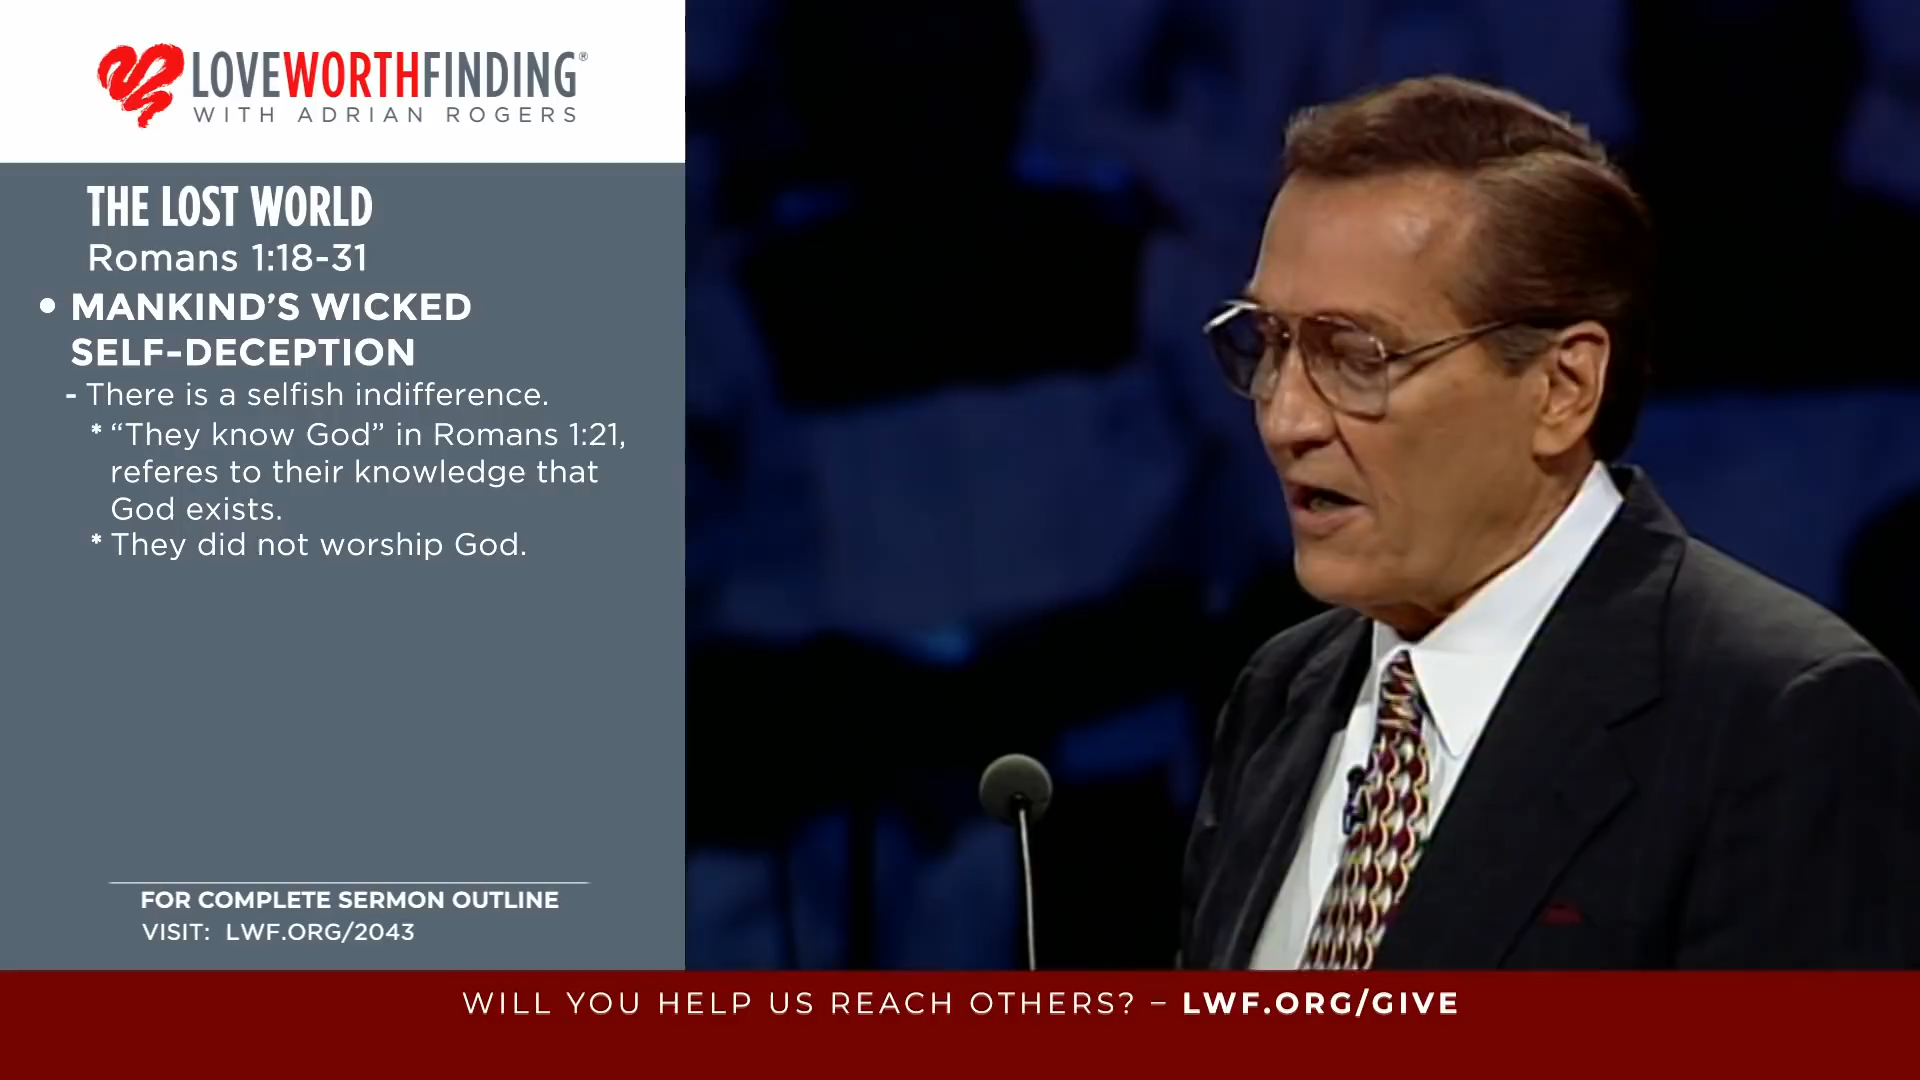 LOVEWORTHFINDING®
WITH ADRIAN ROGERS
THE LOST WORLD
Romans 1:18-31
• MANKIND’S WICKED
SELF-DECEPTION
- There is a selfish indifference.
* “They know God” in Romans 1:21,
referes to their knowledge that
God exists.
* They did not worship God.
FOR COMPLETE SERMON OUTLINE
VISIT: LWF.ORG/2043
WILL YOU HELP US REACH OTHERS? – LWF.ORG/GIVE